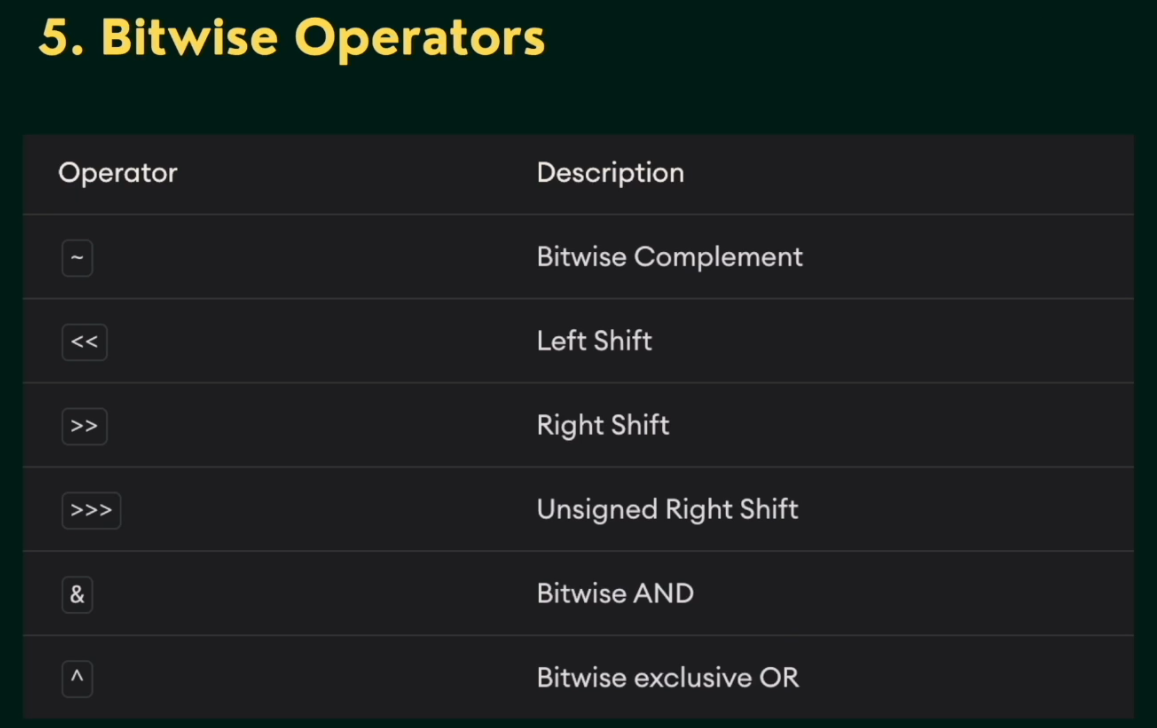 5. Bitwise Operators
Operator Description
~ Bitwise Complement
<< Left Shift
>> Right Shift
>>> Unsigned Right Shift
& Bitwise AND
^ Bitwise exclusive OR